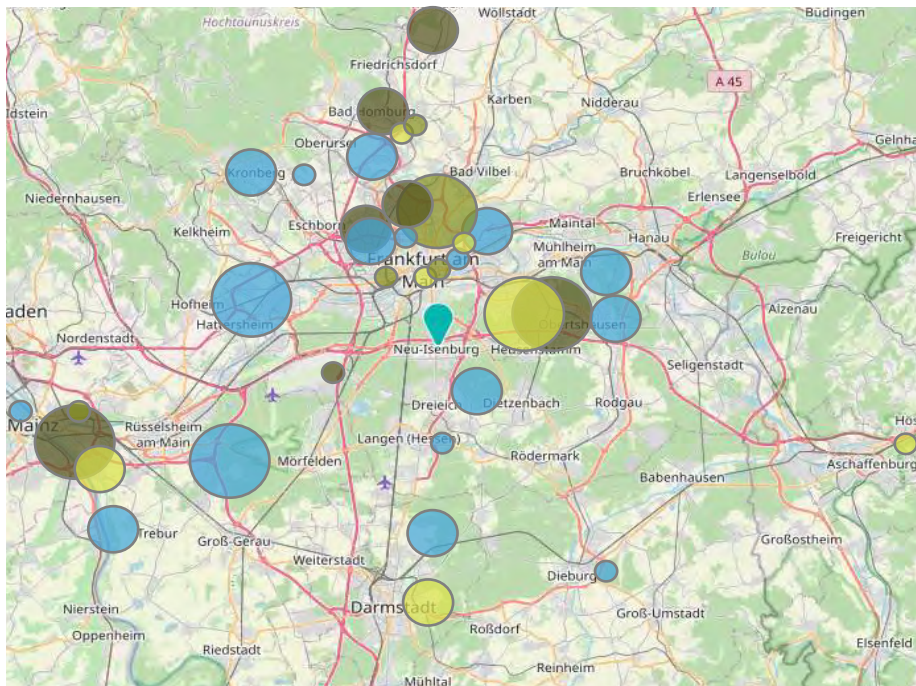 Hochtaunuskreis
Wöllstadt
Büdingen
Friedrichsdorf
A 45
Karben
Nidderau
Bad Homburg
Oberursel
Gelnha
Idstein
Kronberg
Bad Vilbel
Bruchköbel
Langenselbold
Niedernhausen
Erlensee
Eschborn
Maintal
Kelkheim
Hanau
Freigericht
Mühlheim
am Main
Bulou
Frankfurt am
Main
Hofheim
Alzenau
aden
Hattersheim
Obertshausen
Nordenstadt
Neu-Isenburg
Heusenstamm
Seligenstadt
Dreieich
Dietzenbach
Rodgau
Mainz
Rüsselsheim
am-Main
Hös
Langen (Hessen)
Mörfelden
Rödermark
Aschaffenburg
Babenhausen
Trebur
Groß-Gerau
Großostheim
Weiterstadt
Dieburg
Nierstein
Darmstadt
Groß-Umstadt
Oppenheim
Roßdorf
Riedstadt
Elsenfeld
Reinheim
Mühltal